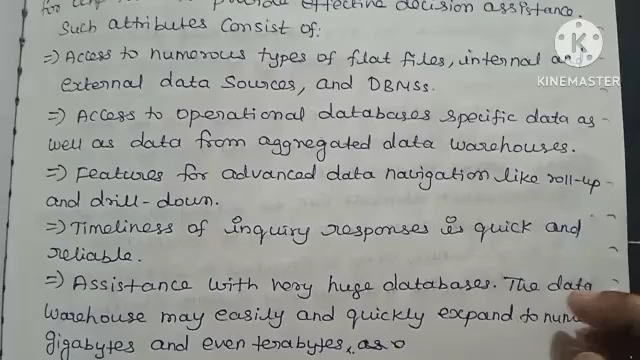 effective decision assistance.
Such attributes consist of:
=) Access to numerous types of flat files, internal and
external data sources, and DBMSs.
=) Access to operational databases specific data as
well as data from aggregated data warehouses.
=) Features for advanced data navigation like roll-up
and drill-down.
=) Timeliness of inquiry responses is quick and
reliable.
=) Assistance with very huge databases. The data
warehouse may easily and quickly expand to
gigabytes and even terabytes.
KINEMASTER